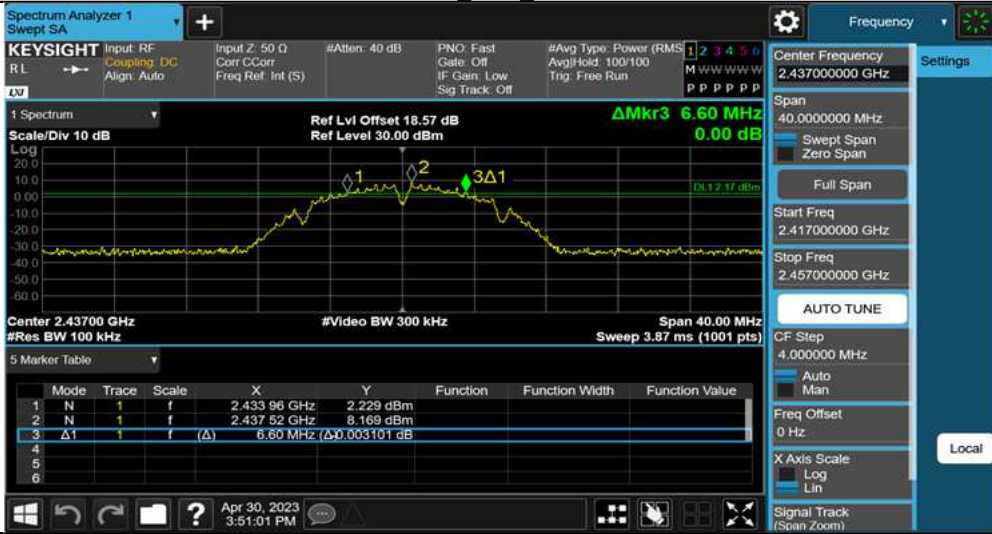 Spectrum Analyzer 1
Swept SA
Frequency
KEYSIGHT
RL
LXI
Input: RF
Coupling: DC
Align: Auto
Input Z: 50 Ω
Corr CCorr
Freq Ref: Int (S)
#Atten: 40 dB
PNO: Fast
Gate: Off
IF Gain: Low
Sig Track: Off
#Avg Type: Power (RMS
Avg|Hold: 100/100
Trig: Free Run
1 2 3 4 5 6
M W W W W W
P P P P P P
1 Spectrum
Scale/Div 10 dB
Ref Lvl Offset 18.57 dB
Ref Level 30.00 dBm
ΔMkr3 6.60 MHz
0.00 dB
Log
20.0
10.0
0.00
-10.0
-20.0
-30.0
-40.0
-50.0
-60.0
1
2
3Δ1
DL1 2.17 dBm
Center 2.43700 GHz
#Res BW 100 kHz
#Video BW 300 kHz
Span 40.00 MHz
Sweep 3.87 ms (1001 pts)
5 Marker Table
Mode Trace Scale X Y Function Function Width Function Value
1 N 1 f 2.433 96 GHz 2.229 dBm
2 N 1 f 2.437 52 GHz 8.169 dBm
3 Δ1 1 f (Δ) 6.60 MHz (Δ)-0.003101 dB
4
5
6
?
Apr 30, 2023
3:51:01 PM
Center Frequency
2.437000000 GHz
Span
40.0000000 MHz
Swept Span
Zero Span
Full Span
Start Freq
2.417000000 GHz
Stop Freq
2.457000000 GHz
AUTO TUNE
CF Step
4.000000 MHz
Auto
Man
Freq Offset
0 Hz
X Axis Scale
Log
Lin
Signal Track
(Span Zoom)
Settings
Local